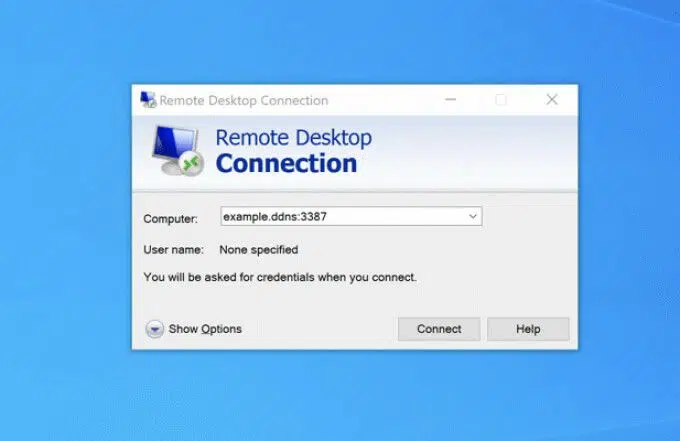 Remote Desktop Connection
Remote Desktop
Connection
Computer: example.ddns:3387
User name: None specified
You will be asked for credentials when you connect.
Show Options Connect Help